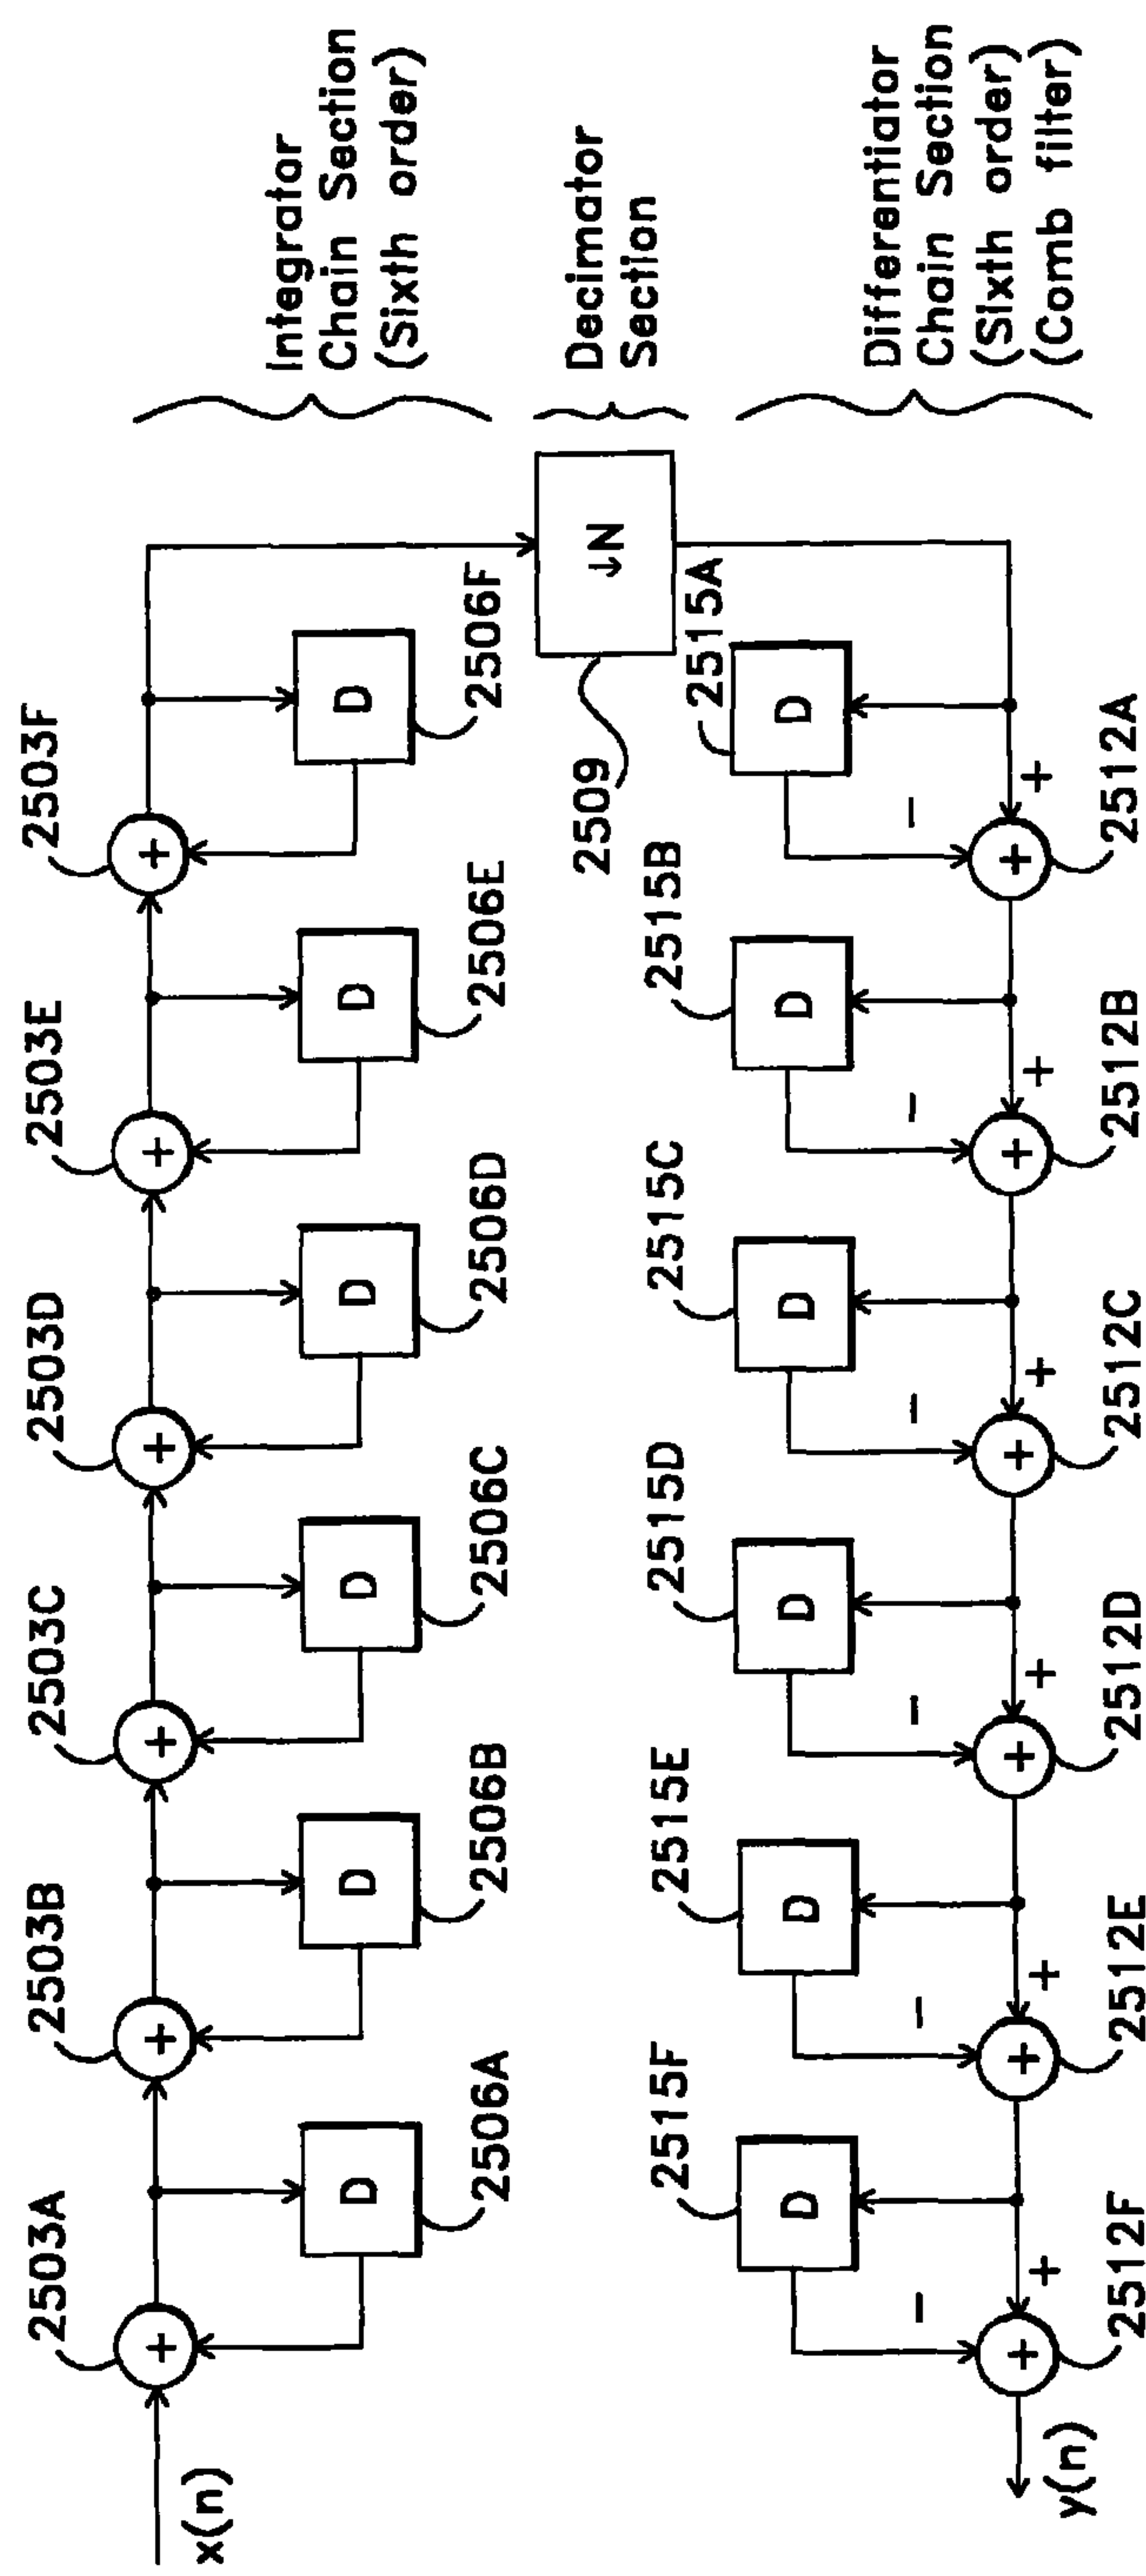 2503A
2503B
2503C
2503D
2503E
2503F
+
+
+
+
+
+
x(n)
D
D
D
D
D
D
2506A
2506B
2506C
2506D
2506E
2506F
Integrator
Chain Section
(Sixth order)
2509
↓N
Decimator
Section
2515F
2515E
2515D
2515C
2515B
2515A
D
D
D
D
D
D
−
−
−
−
−
−
+
+
+
+
+
+
+
+
+
+
+
+
y(n)
2512F
2512E
2512D
2512C
2512B
2512A
Differentiator
Chain Section
(Sixth order)
(Comb filter)